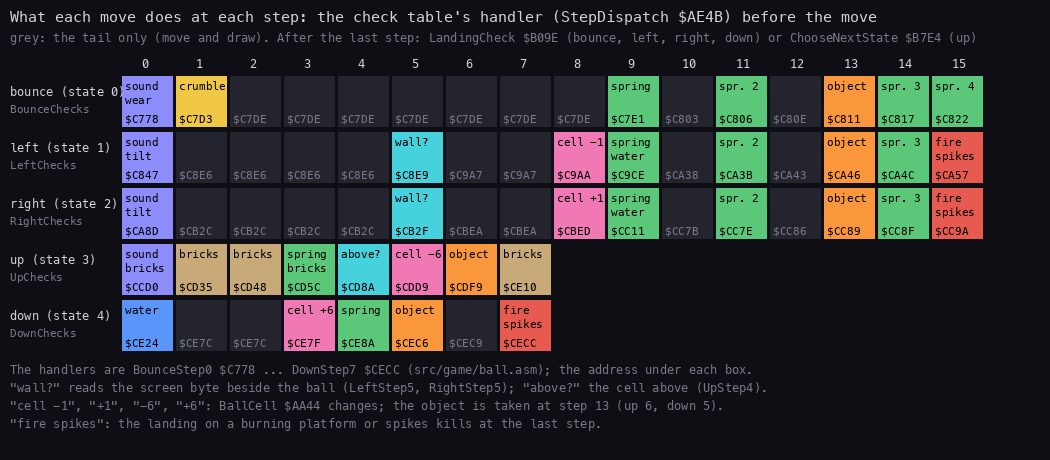 What each move does at each step: the check table's handler (StepDispatch $AE4B) before the move
grey: the tail only (move and draw). After the last step: LandingCheck $B09E (bounce, left, right, down) or ChooseNextState $B7E4 (up)
0 1 2 3 4 5 6 7 8 9 10 11 12 13 14 15
bounce (state 0) sound crumble spring spr. 2 object spr. 3 spr. 4
wear
BounceChecks
$C778 $C7D3 $C7DE $C7DE $C7DE $C7DE $C7DE $C7DE $C7DE $C7E1 $C803 $C806 $C80E $C811 $C817 $C822
left (state 1) sound wall? cell −1 spring spr. 2 object spr. 3 fire
tilt water spikes
LeftChecks
$C847 $C8E6 $C8E6 $C8E6 $C8E6 $C8E9 $C9A7 $C9A7 $C9AA $C9CE $CA38 $CA3B $CA43 $CA46 $CA4C $CA57
right (state 2) sound wall? cell +1 spring spr. 2 object spr. 3 fire
tilt water spikes
RightChecks
$CA8D $CB2C $CB2C $CB2C $CB2C $CB2F $CBEA $CBEA $CBED $CC11 $CC7B $CC7E $CC86 $CC89 $CC8F $CC9A
up (state 3) sound bricks bricks spring above? cell −6 object bricks
bricks bricks
UpChecks
$CCD0 $CD35 $CD48 $CD5C $CD8A $CDD9 $CDF9 $CE10
down (state 4) water cell +6 spring object fire
spikes
DownChecks
$CE24 $CE7C $CE7C $CE7F $CE8A $CEC6 $CEC9 $CECC
The handlers are BounceStep0 $C778 ... DownStep7 $CECC (src/game/ball.asm); the address under each box.
"wall?" reads the screen byte beside the ball (LeftStep5, RightStep5); "above?" the cell above (UpStep4).
"cell −1", "+1", "−6", "+6": BallCell $AA44 changes; the object is taken at step 13 (up 6, down 5).
"fire spikes": the landing on a burning platform or spikes kills at the last step.